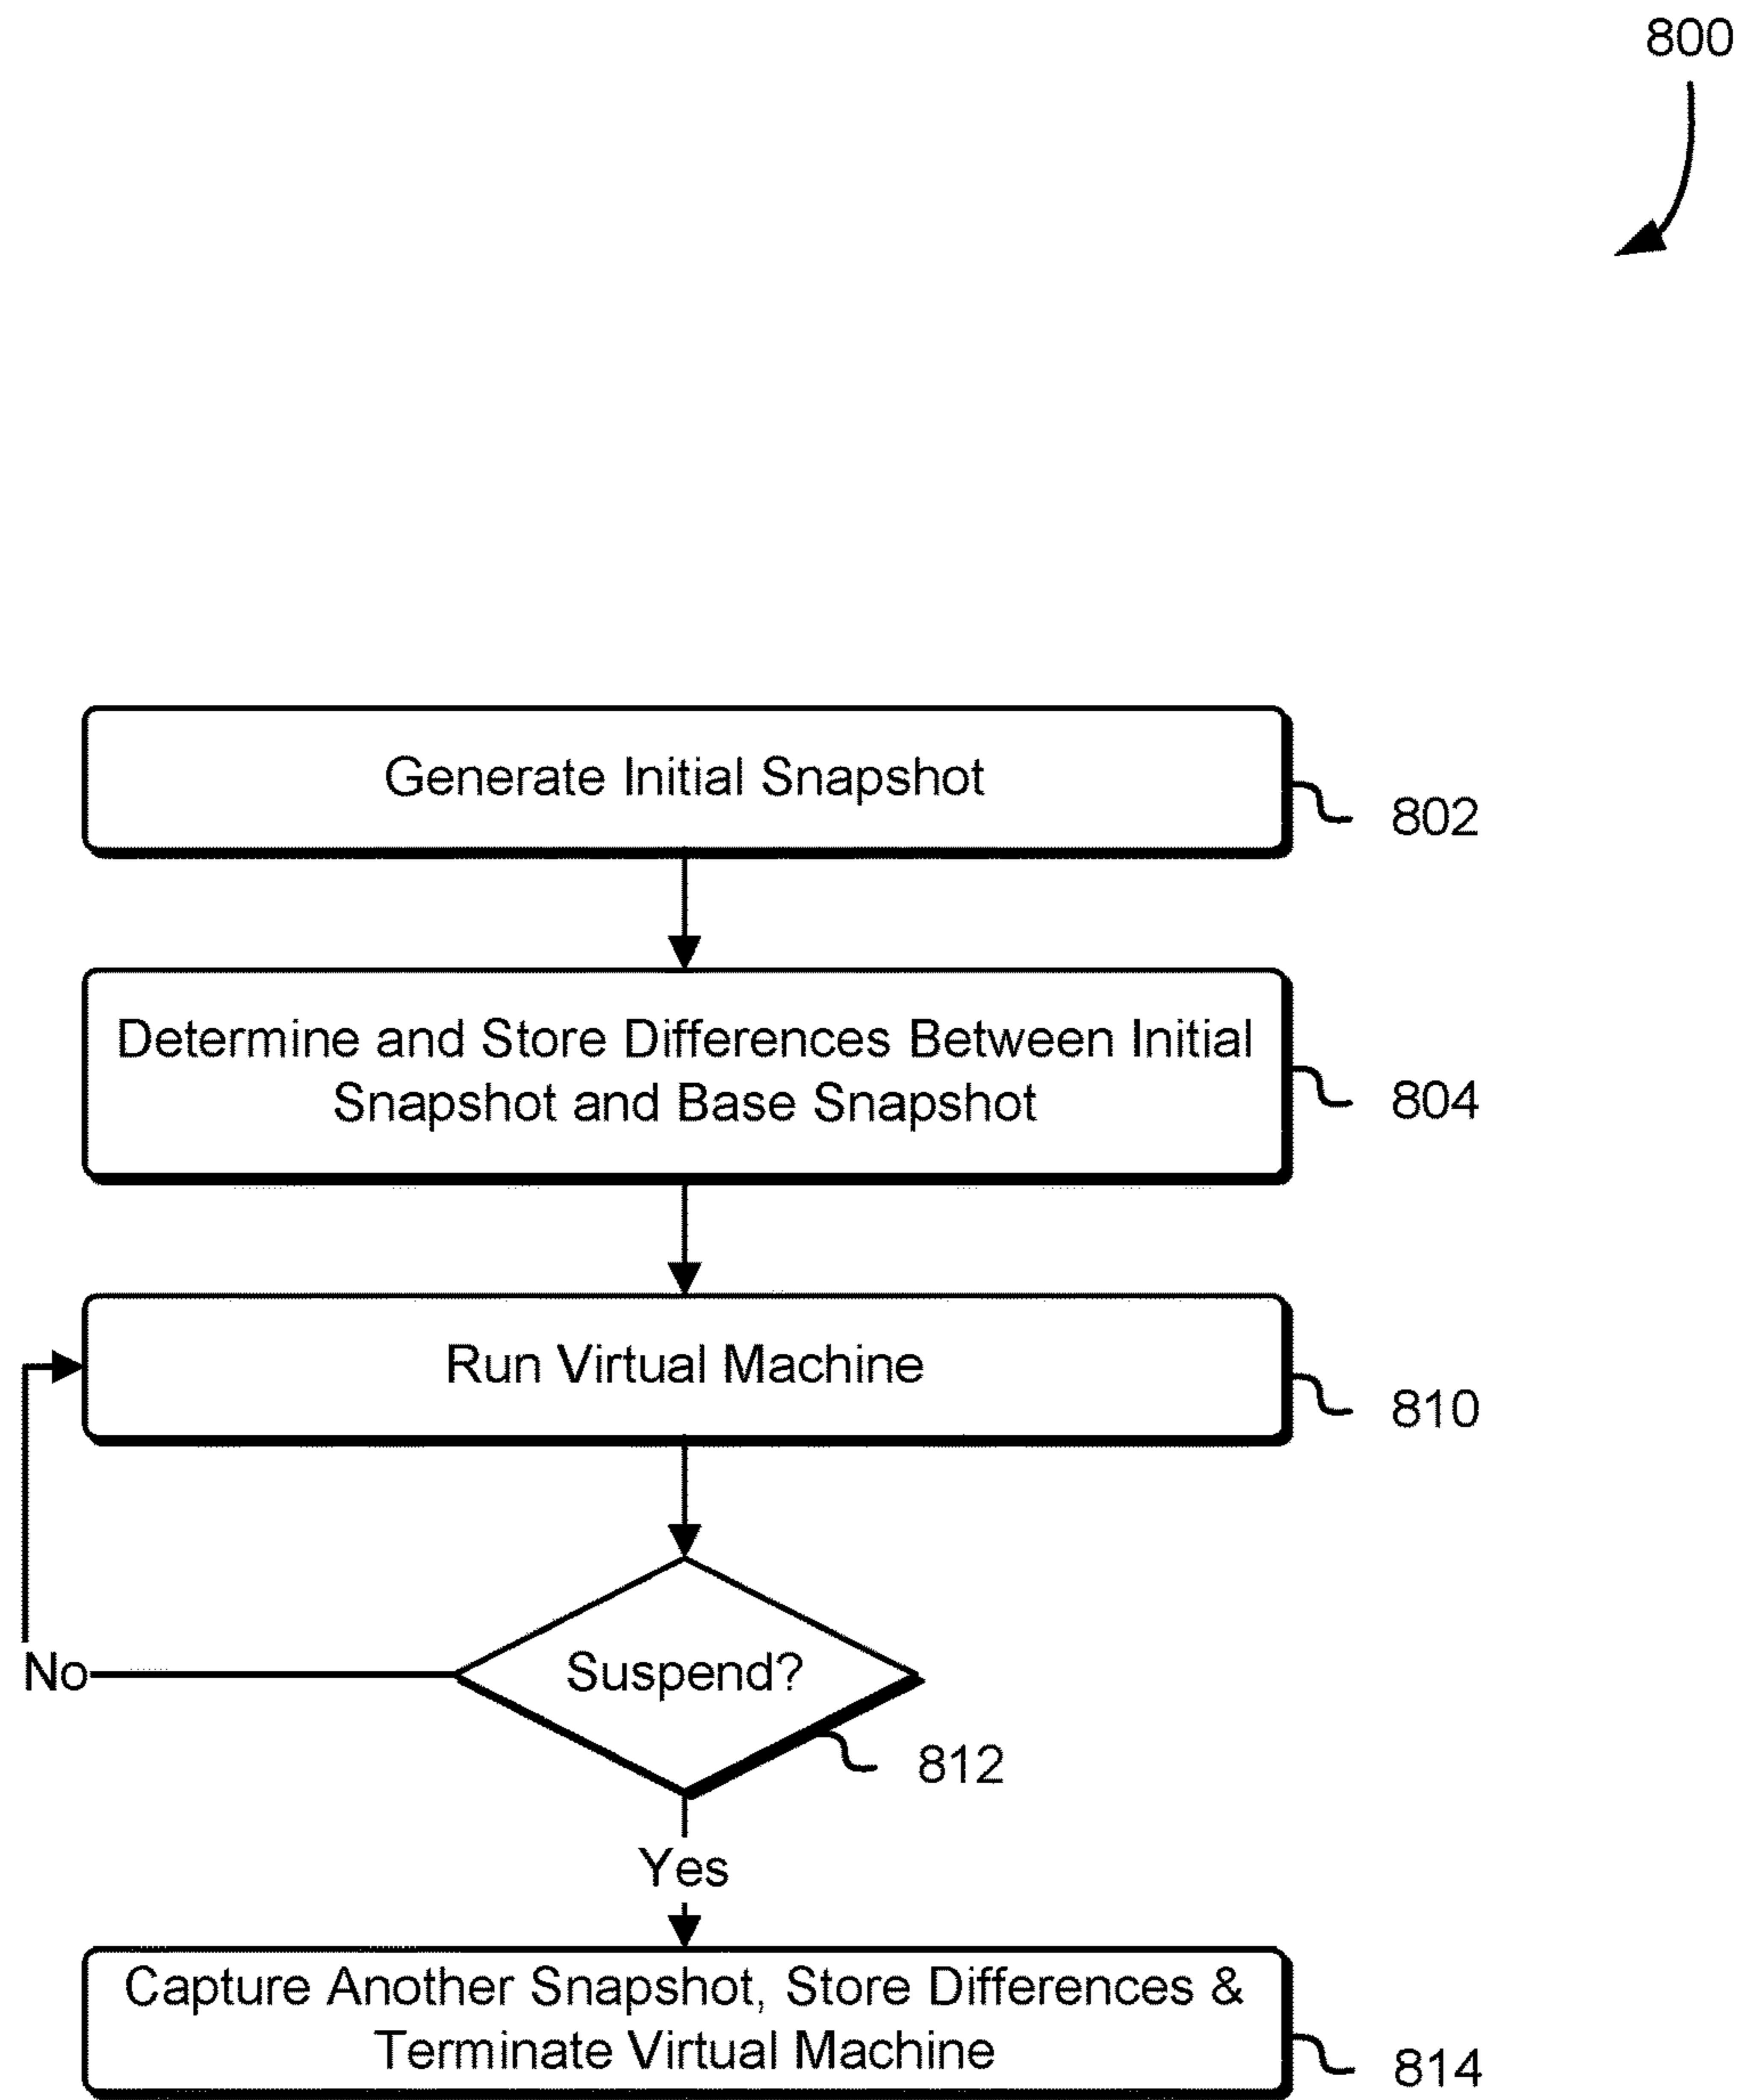 800
Generate Initial Snapshot
802
Determine and Store Differences Between Initial
Snapshot and Base Snapshot
804
Run Virtual Machine
810
Suspend?
No
812
Yes
Capture Another Snapshot, Store Differences &
Terminate Virtual Machine
814